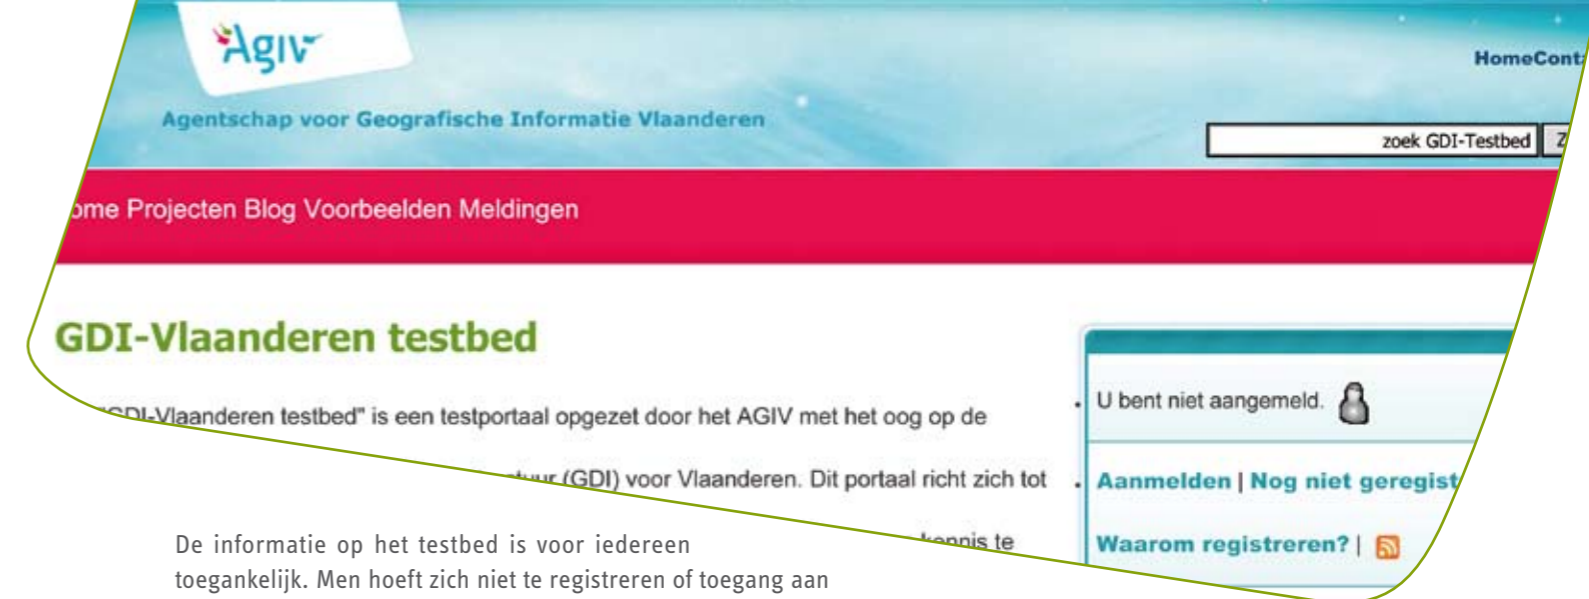 Agiv
HomeConta
Agentschap voor Geografische Informatie Vlaanderen
zoek GDI-Testbed Z
ome Projecten Blog Voorbeelden Meldingen
GDI-Vlaanderen testbed
"GDI-Vlaanderen testbed" is een testportaal opgezet door het AGIV met het oog op de
(GDI) voor Vlaanderen. Dit portaal richt zich tot
kennis te
U bent niet aangemeld.
Aanmelden | Nog niet geregist
Waarom registreren? |
De informatie op het testbed is voor iedereen
toegankelijk. Men hoeft zich niet te registreren of toegang aan